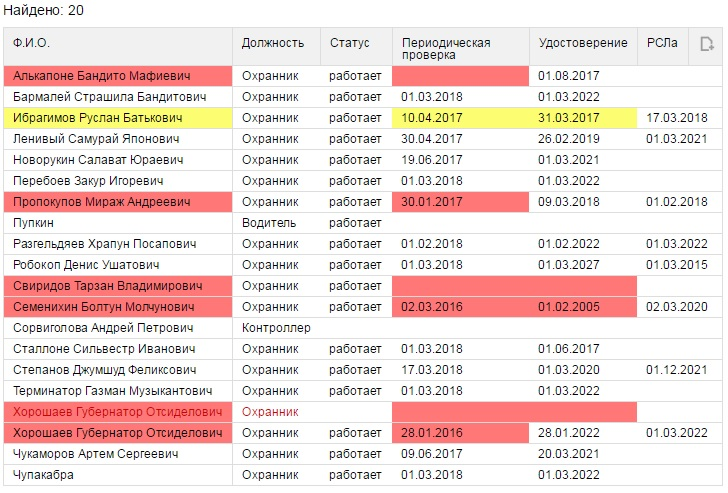 Найдено: 20
Ф.И.О. Должность Статус Периодическая проверка Удостоверение РСЛа
Алькапоне Бандито Мафиевич Охранник работает 01.08.2017
Бармалей Страшила Бандитович Охранник работает 01.03.2018 01.03.2022
Ибрагимов Руслан Батькович Охранник работает 10.04.2017 31.03.2017 17.03.2018
Ленивый Самурай Японович Охранник работает 30.04.2017 26.02.2019 01.03.2021
Новорукин Салават Юраевич Охранник работает 19.06.2017 01.03.2021
Перебоев Закур Игоревич Охранник работает 01.03.2018 01.03.2022
Прокопупов Мираж Андреевич Охранник работает 30.01.2017 09.03.2018 01.02.2018
Пупкин Водитель работает
Разгельдяев Храпун Посапович Охранник работает 01.02.2018 01.02.2022 01.03.2022
Робокоп Денис Ушатович Охранник работает 01.03.2018 01.03.2027 01.03.2015
Свиридов Тарзан Владимирович Охранник работает
Семенихин Болтун Молчунович Охранник работает 02.03.2016 01.02.2005 02.03.2020
Сорвиголова Андрей Петрович Контроллер
Сталлоне Сильвестр Иванович Охранник работает 01.03.2018 01.06.2017
Степанов Джумшуд Феликсович Охранник работает 17.03.2018 01.03.2020 01.12.2021
Терминатор Газман Музыкантович Охранник работает 01.03.2018 01.03.2022
Хорошаев Губернатор Отсиделович Охранник
Хорошаев Губернатор Отсиделович Охранник работает 28.01.2016 28.01.2022 01.03.2022
Чукаморов Артем Сергеевич Охранник работает 09.06.2017 20.03.2021
Чупакабра Охранник работает 01.03.2018 01.03.2022